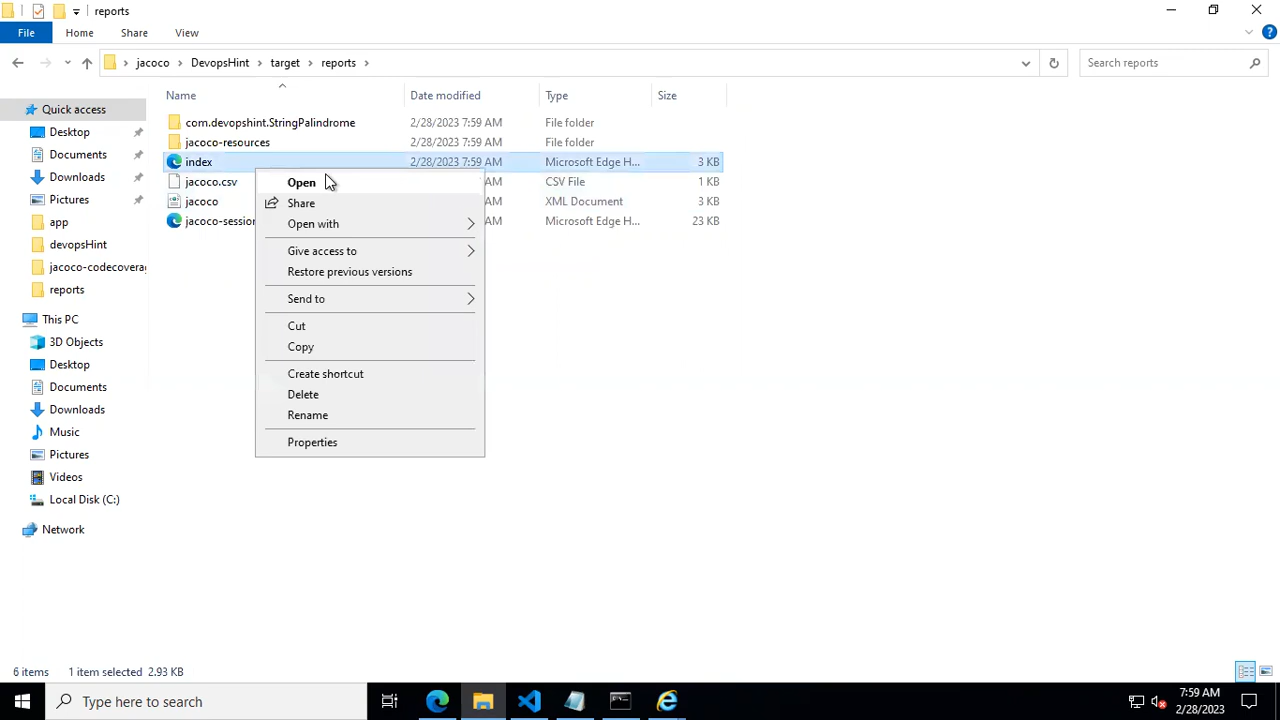 reports
File
Home
Share
View
jacoco
DevopsHint
target
reports
Search reports
Name
Date modified
Type
Size
Quick access
Desktop
Documents
Downloads
Pictures
app
devopsHint
jacoco-codecoverag
reports
This PC
3D Objects
Desktop
Documents
Downloads
Music
Pictures
Videos
Local Disk (C:)
Network
com.devopshint.StringPalindrome 2/28/2023 7:59 AM File folder
jacoco-resources 2/28/2023 7:59 AM File folder
index 2/28/2023 7:59 AM Microsoft Edge H... 3 KB
jacoco.csv AM CSV File 1 KB
jacoco AM XML Document 3 KB
jacoco-session AM Microsoft Edge H... 23 KB
Open
Share
Open with
Give access to
Restore previous versions
Send to
Cut
Copy
Create shortcut
Delete
Rename
Properties
6 items 1 item selected 2.93 KB
Type here to search
7:59 AM
2/28/2023